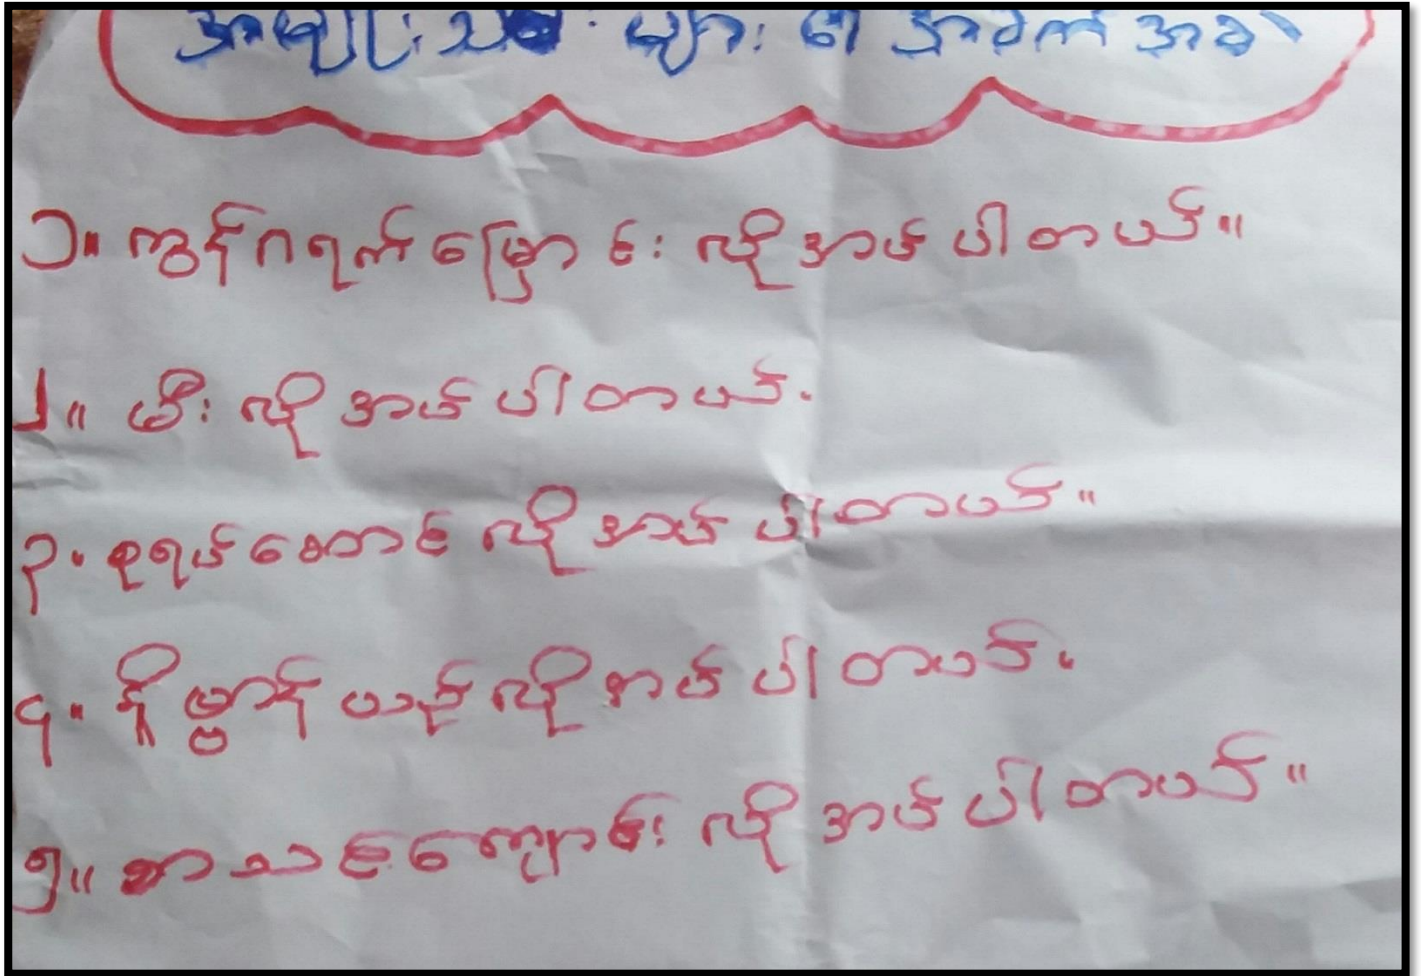 အမျိုးသမီးများ၏ အခက်အခဲ
၁။ ကွန်ဂရက်မြောင်း လိုအပ်ပါတယ်။
၂။ မီး လိုအပ်ပါတယ်.
၃. စုရပ်ဆောင် လိုအပ်ပါတယ်။
၄။ နို့မှုန့် ယာဉ် လိုအပ်ပါတယ်.
၅။ စာသင်ကျောင်း လိုအပ်ပါတယ်။